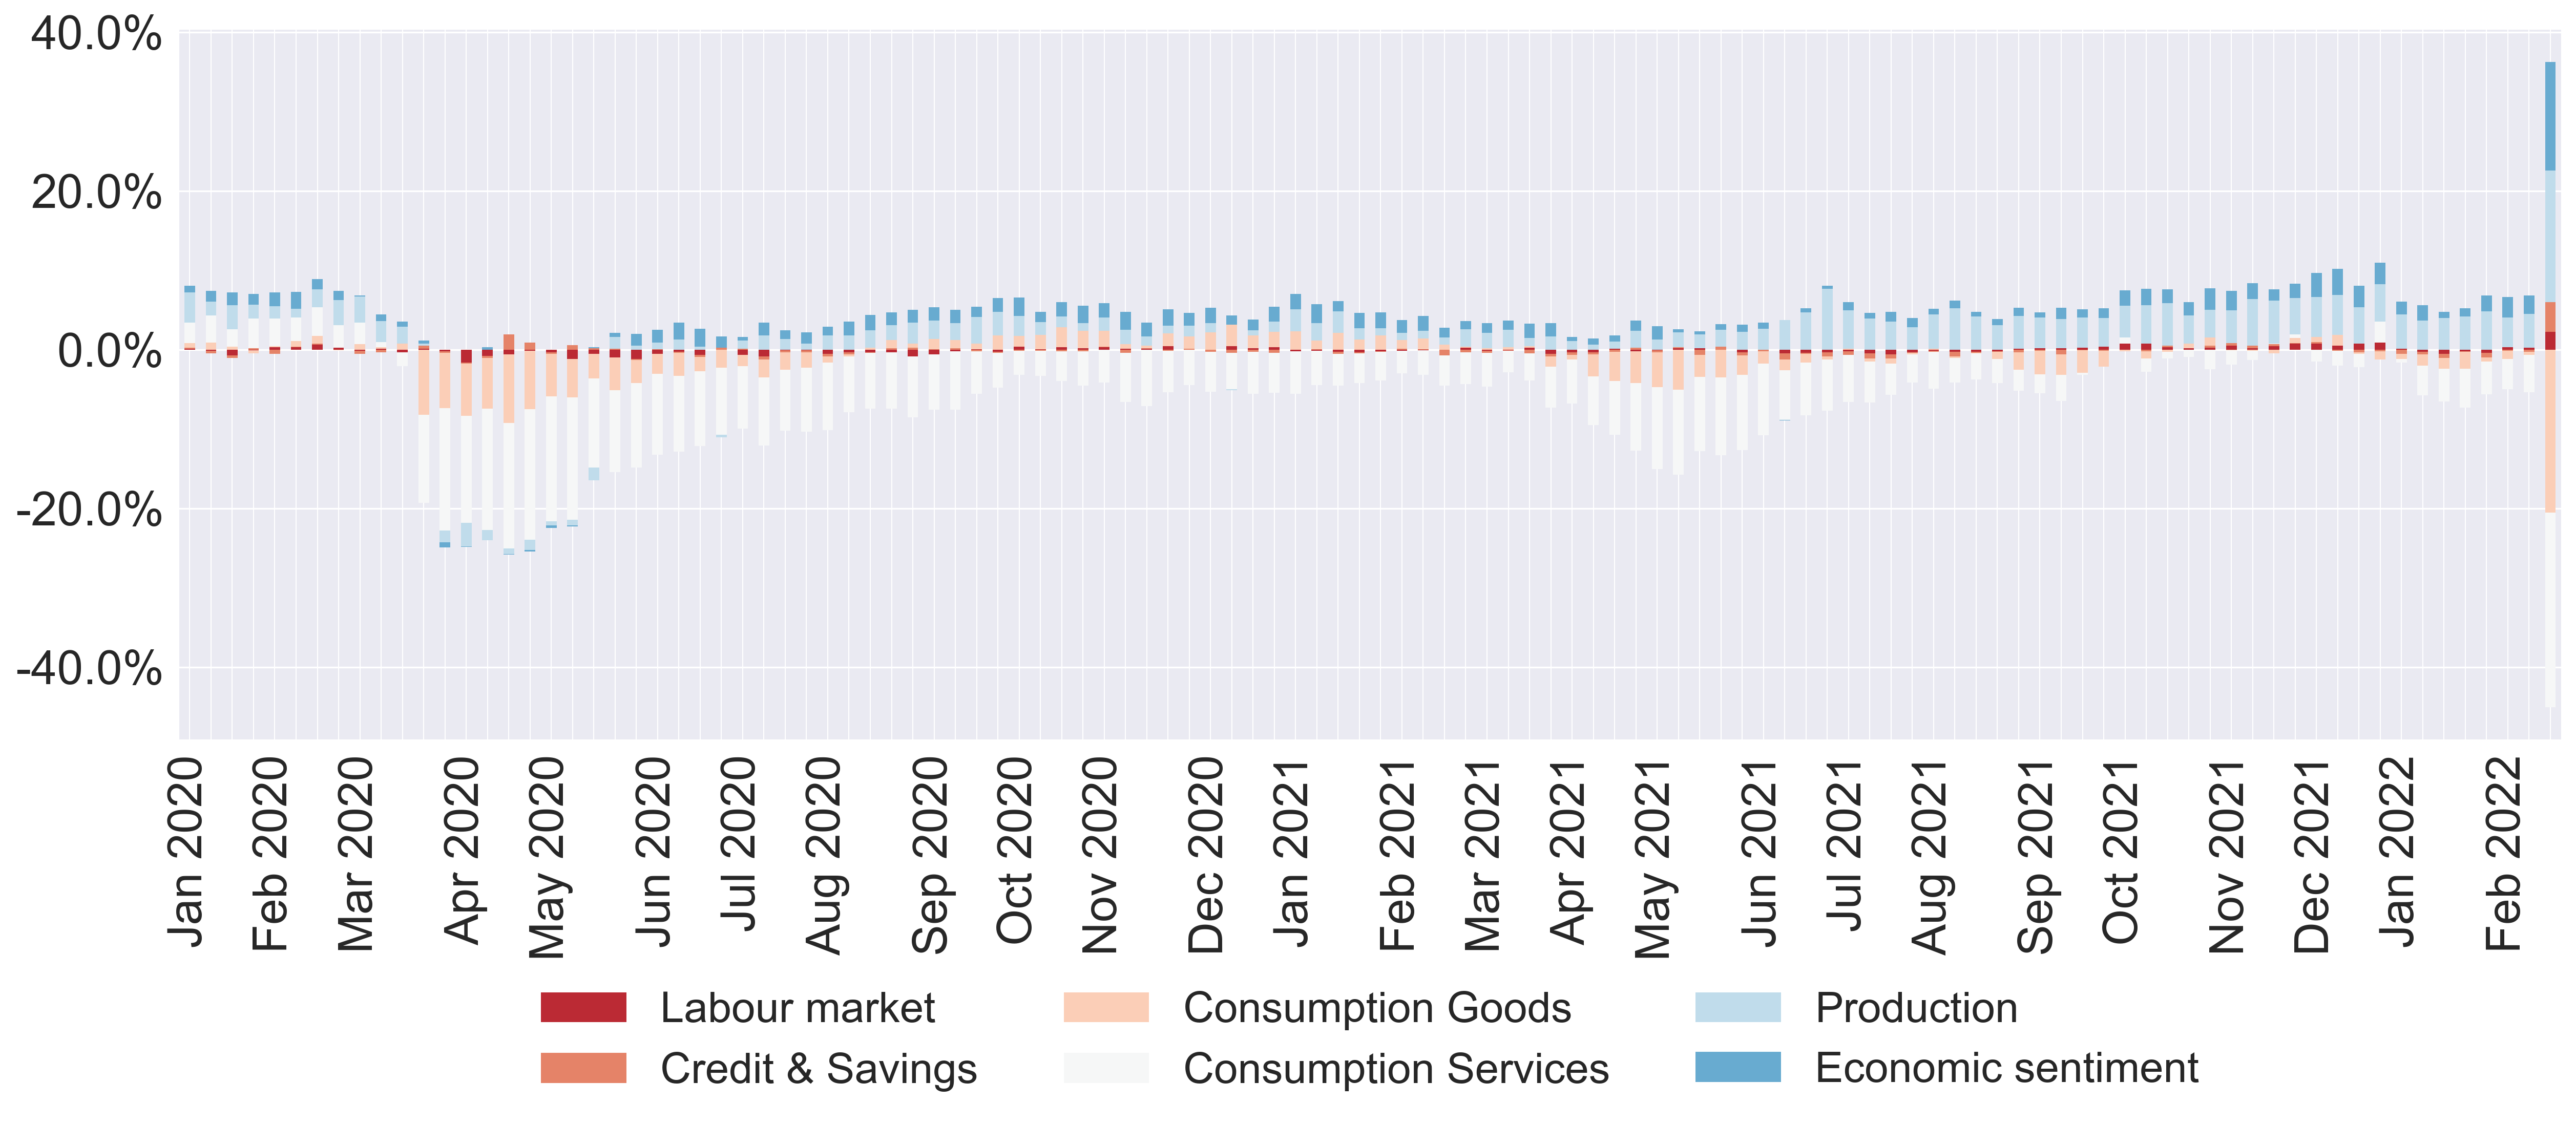 40.0%
20.0%
0.0%
-20.0%
-40.0%
Jan 2020
Feb 2020
Mar 2020
Apr 2020
May 2020
Jun 2020
Jul 2020
Aug 2020
Sep 2020
Oct 2020
Nov 2020
Dec 2020
Jan 2021
Feb 2021
Mar 2021
Apr 2021
May 2021
Jun 2021
Jul 2021
Aug 2021
Sep 2021
Oct 2021
Nov 2021
Dec 2021
Jan 2022
Feb 2022
Labour market
Consumption Goods
Production
Credit & Savings
Consumption Services
Economic sentiment